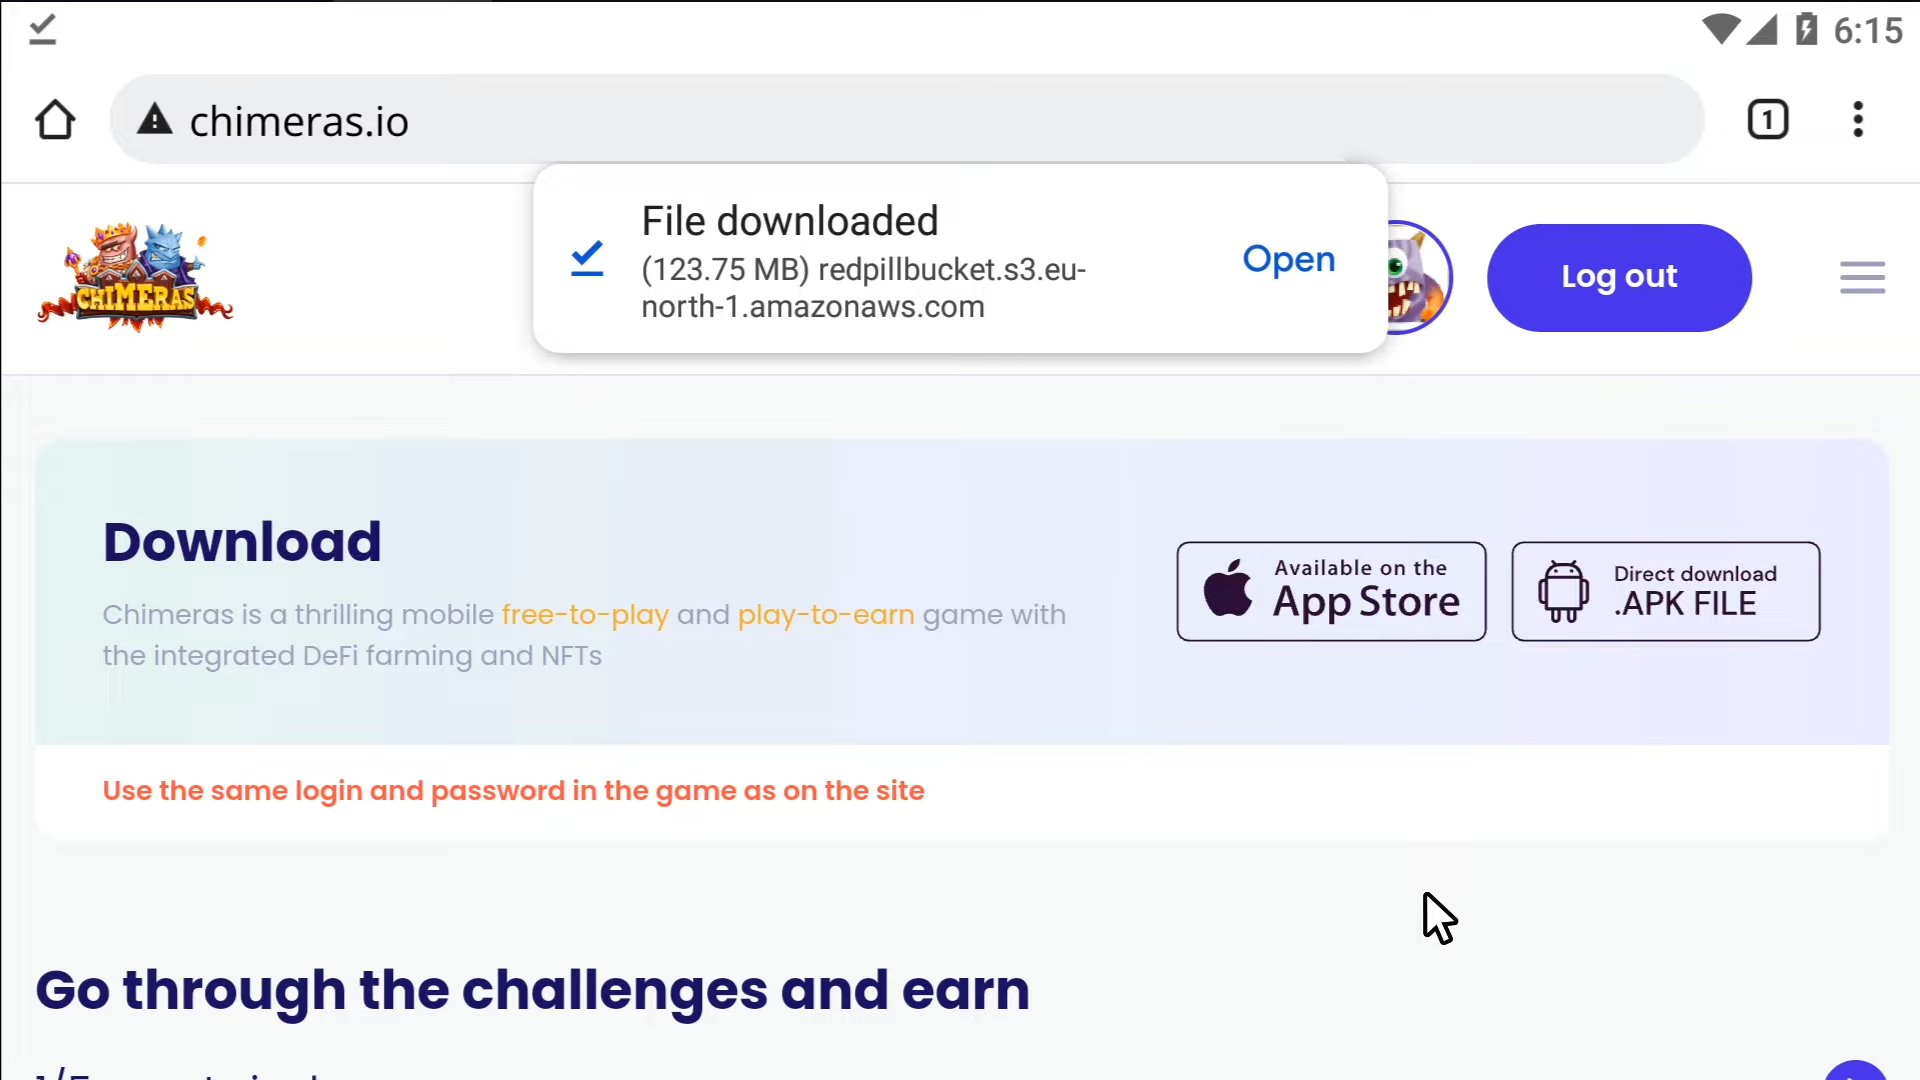 6:15
chimeras.io
1
File downloaded
(123.75 MB) redpillbucket.s3.eu-
north-1.amazonaws.com
Open
CHIMERAS
Log out
Download
Chimeras is a thrilling mobile free-to-play and play-to-earn game with
the integrated DeFi farming and NFTs
Available on the
App Store
Direct download
.APK FILE
Use the same login and password in the game as on the site
Go through the challenges and earn